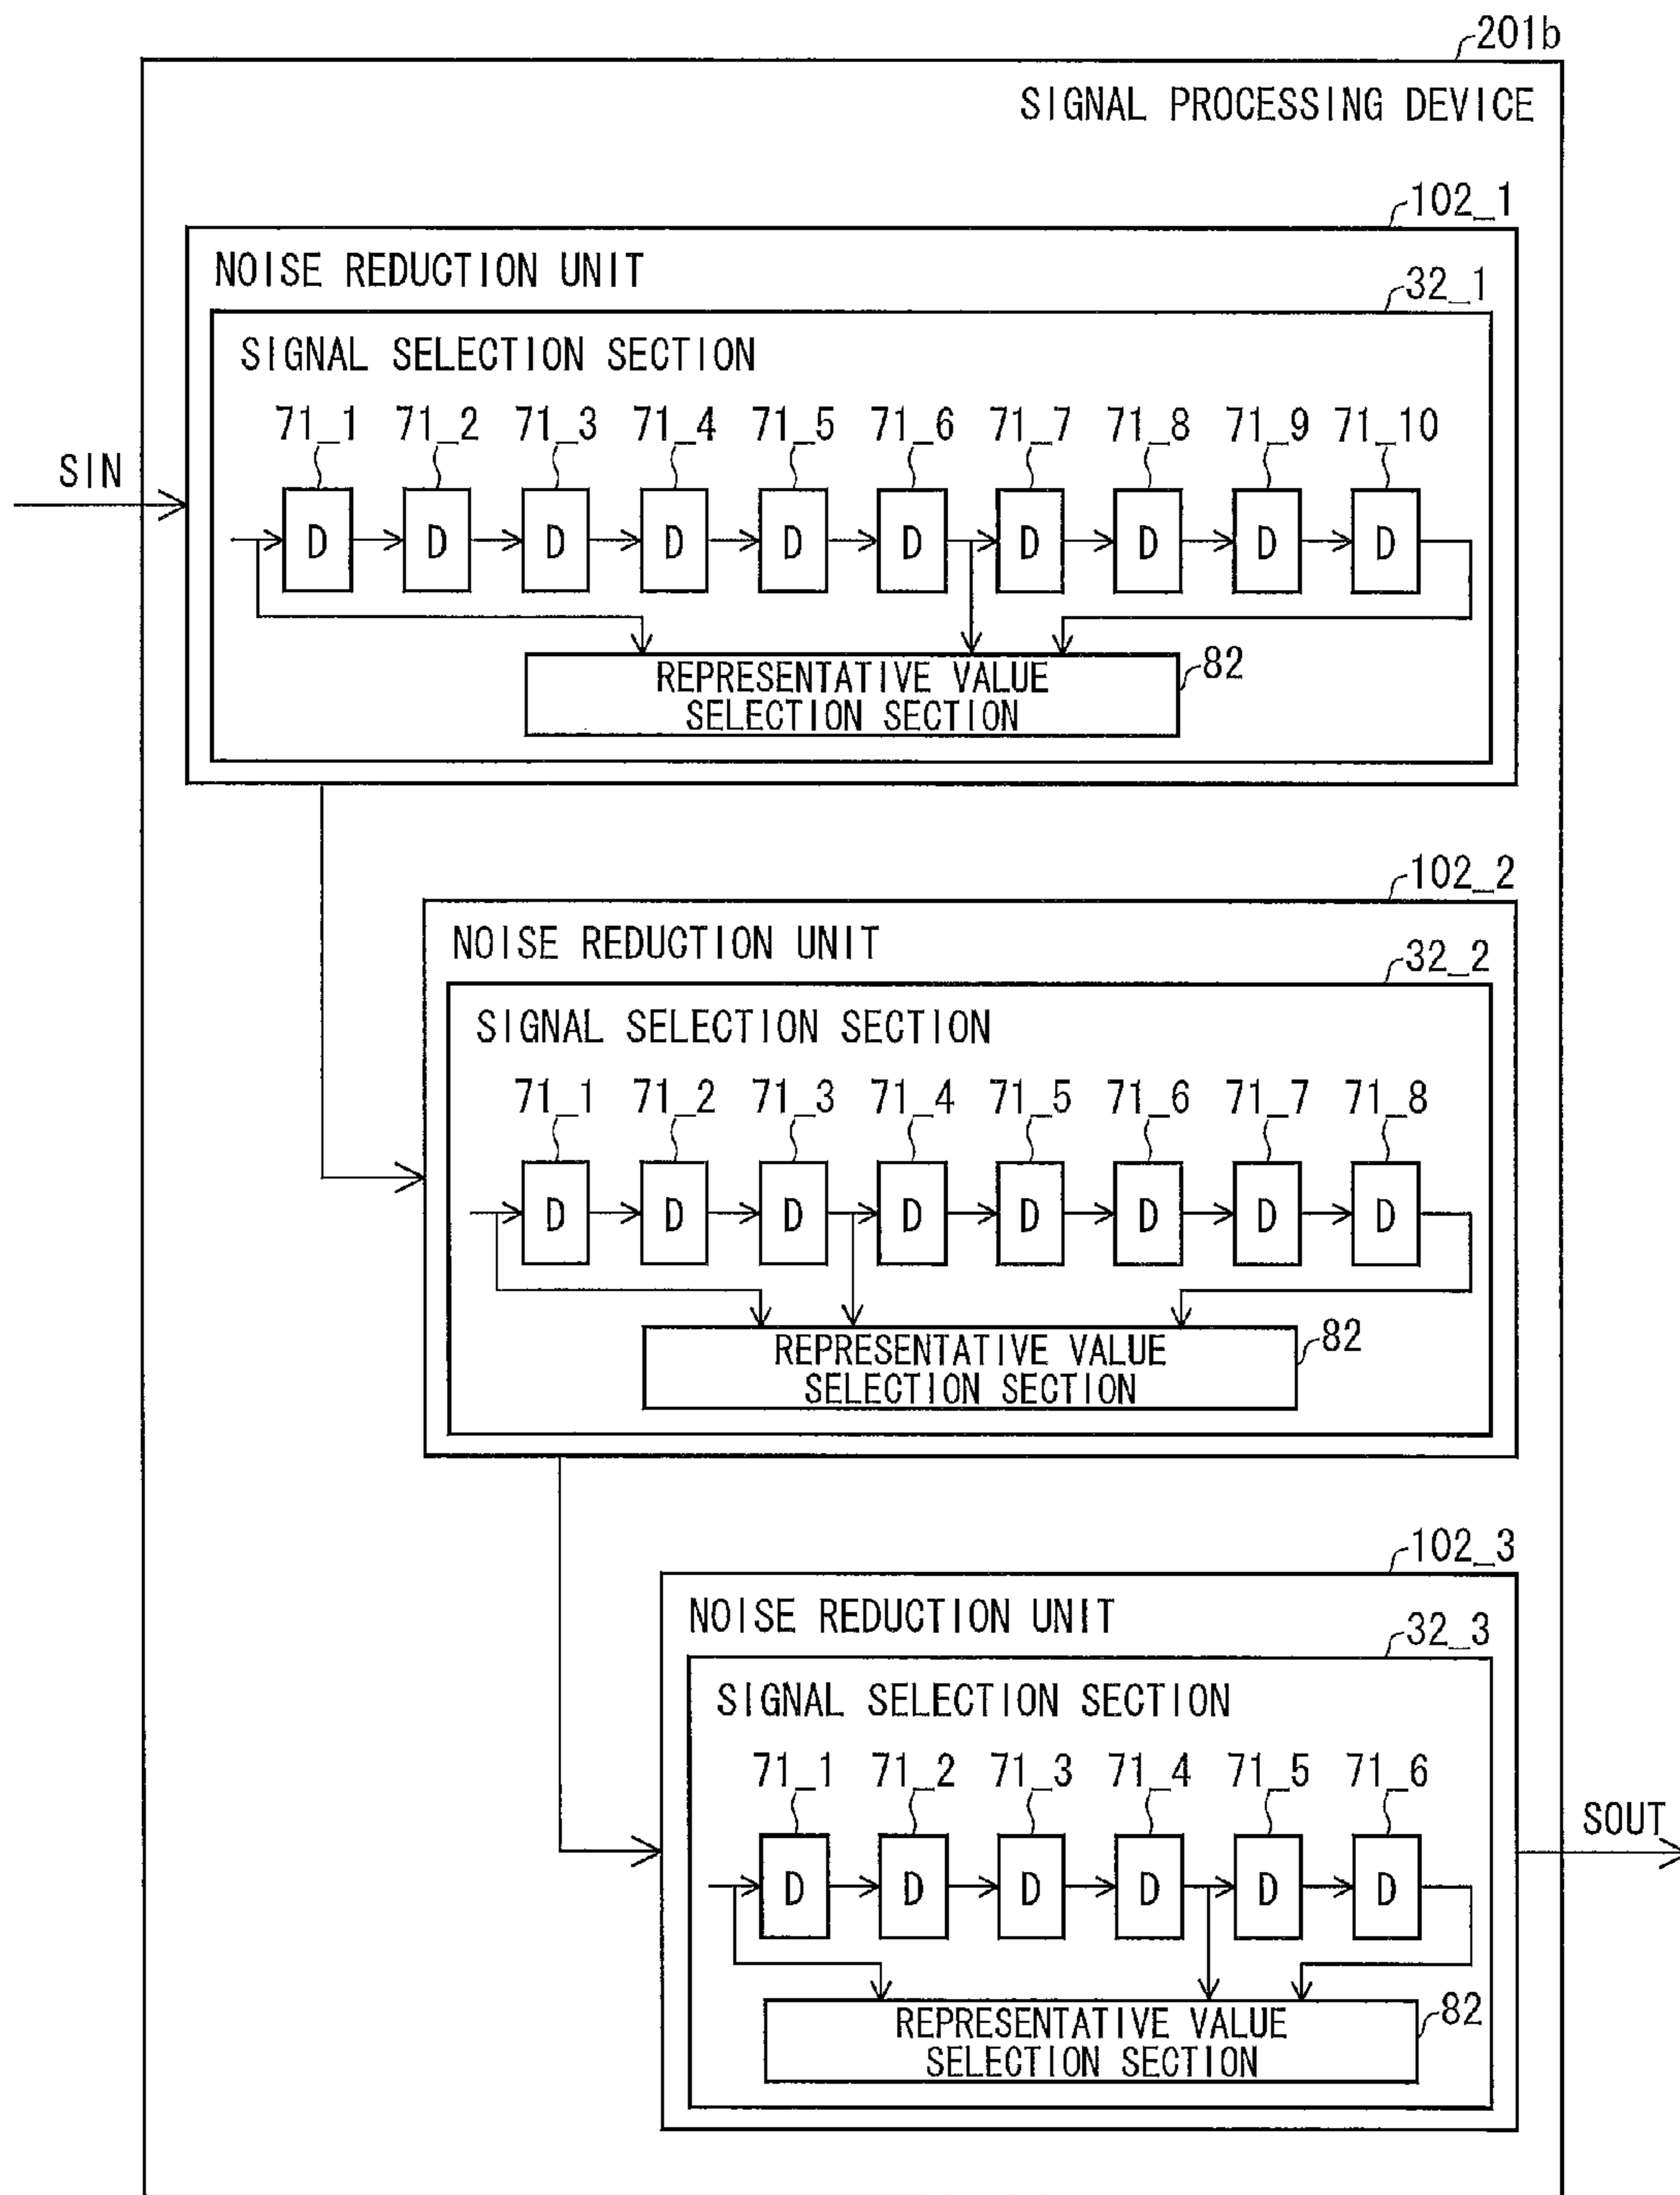 201b
SIGNAL PROCESSING DEVICE
102_1
NOISE REDUCTION UNIT
32_1
SIGNAL SELECTION SECTION
71_1 71_2 71_3 71_4 71_5 71_6 71_7 71_8 71_9 71_10
SIN
D D D D D D D D D D
REPRESENTATIVE VALUE
SELECTION SECTION
82
102_2
NOISE REDUCTION UNIT
32_2
SIGNAL SELECTION SECTION
71_1 71_2 71_3 71_4 71_5 71_6 71_7 71_8
D D D D D D D D
REPRESENTATIVE VALUE
SELECTION SECTION
82
102_3
NOISE REDUCTION UNIT
32_3
SIGNAL SELECTION SECTION
71_1 71_2 71_3 71_4 71_5 71_6
SOUT
D D D D D D
REPRESENTATIVE VALUE
SELECTION SECTION
82